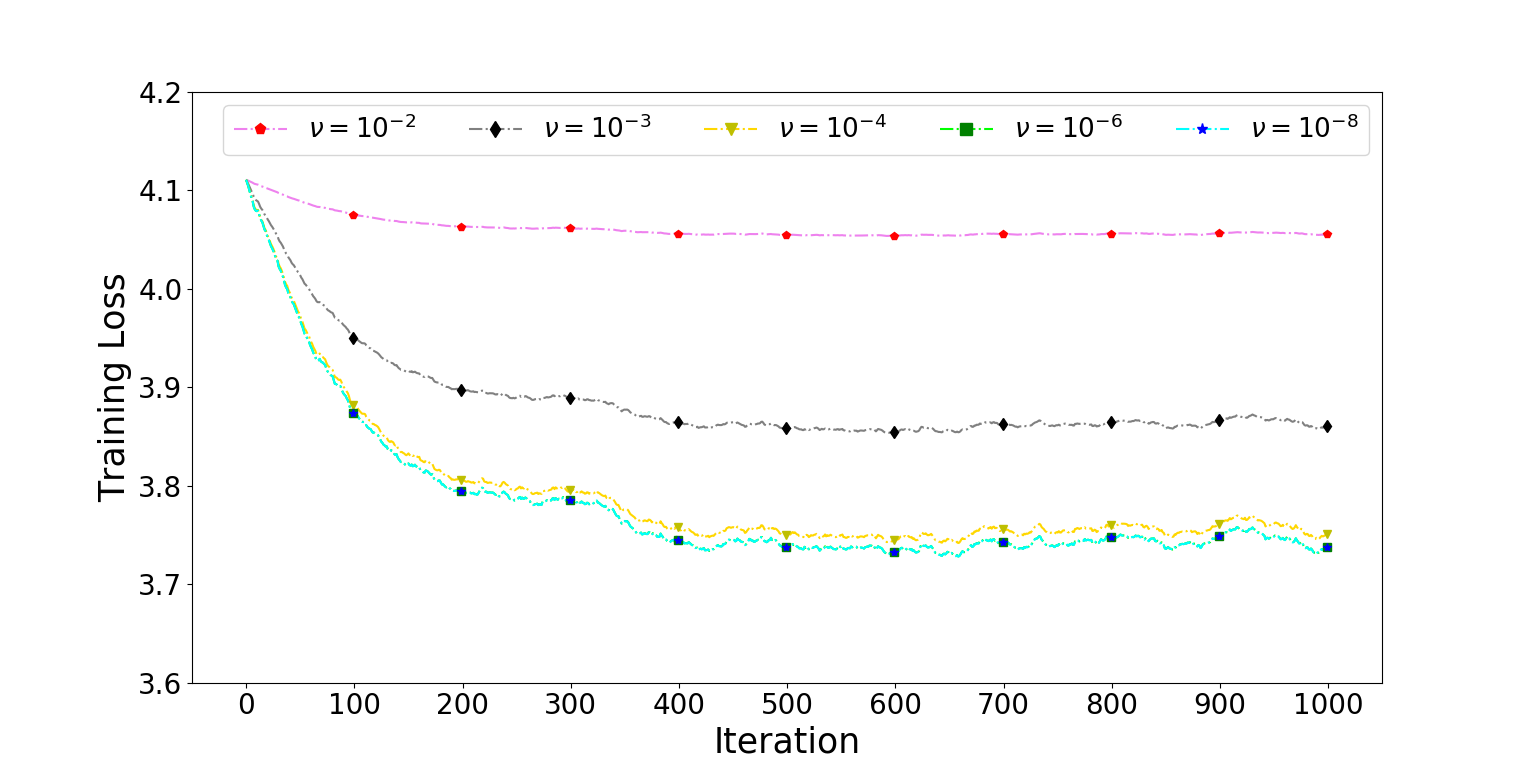 4.2
ν = 10⁻² ν = 10⁻³ ν = 10⁻⁴ ν = 10⁻⁶ ν = 10⁻⁸
4.1
4.0
3.9
3.8
3.7
3.6
Training Loss
0 100 200 300 400 500 600 700 800 900 1000
Iteration